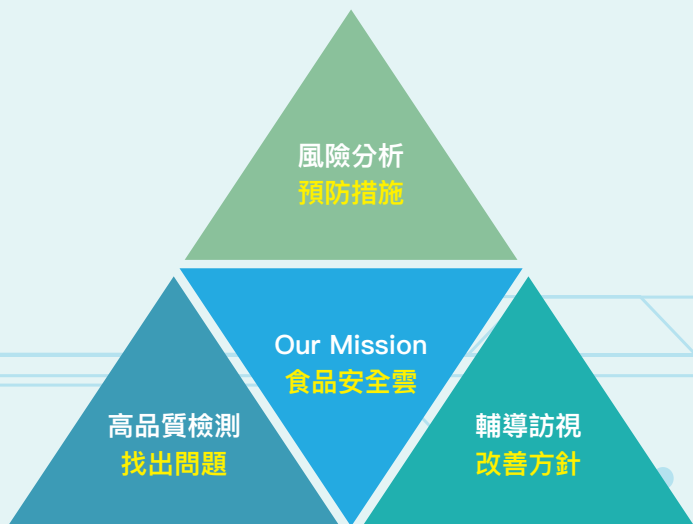 風險分析
預防措施
Our Mission
食品安全雲
高品質檢測
找出問題
輔導訪視
改善方針